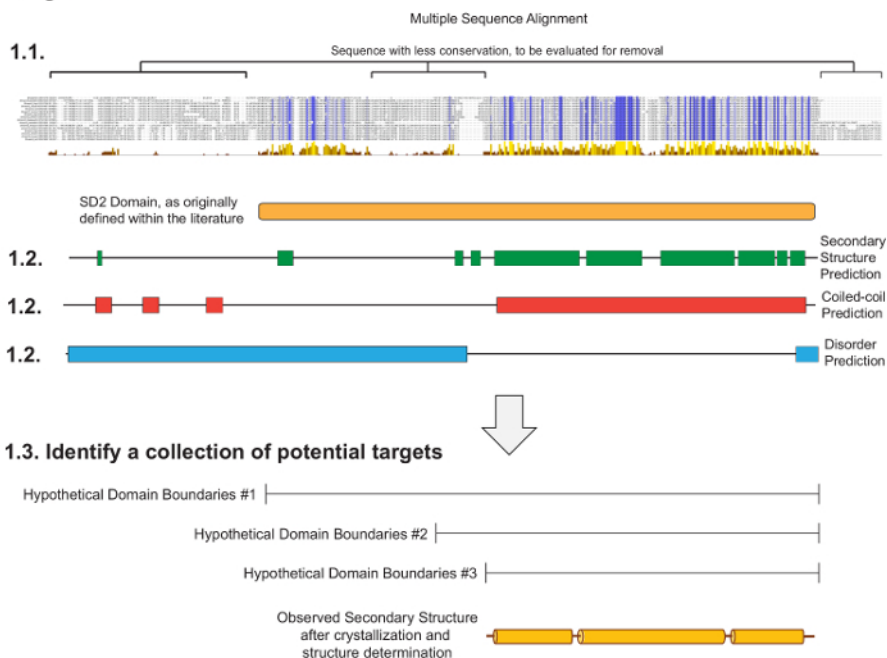 Multiple Sequence Alignment
1.1.
Sequence with less conservation, to be evaluated for removal
SD2 Domain, as originally
defined within the literature
1.2.
Secondary
Structure
Prediction
1.2.
Coiled-coil
Prediction
1.2.
Disorder
Prediction
1.3. Identify a collection of potential targets
Hypothetical Domain Boundaries #1
Hypothetical Domain Boundaries #2
Hypothetical Domain Boundaries #3
Observed Secondary Structure
after crystallization and
structure determination